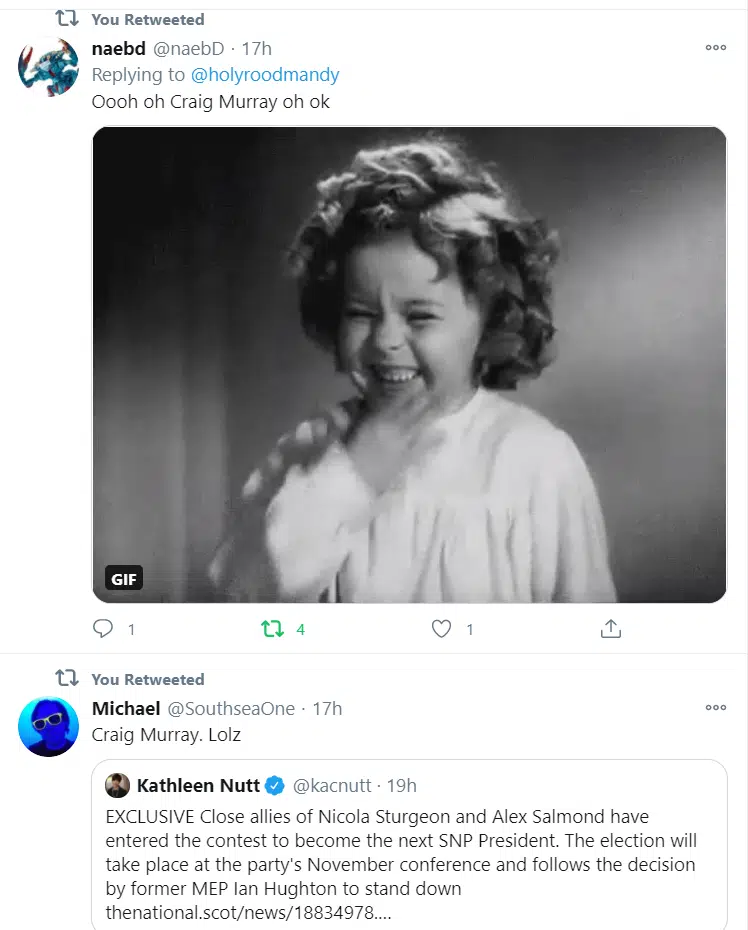 You Retweeted
naebd @naebD · 17h
Replying to @holyroodmandy
Oooh oh Craig Murray oh ok
GIF
1 4 1
You Retweeted
Michael @SouthseaOne · 17h
Craig Murray. Lolz
Kathleen Nutt @kacnutt · 19h
EXCLUSIVE Close allies of Nicola Sturgeon and Alex Salmond have
entered the contest to become the next SNP President. The election will
take place at the party's November conference and follows the decision
by former MEP Ian Hughton to stand down
thenational.scot/news/18834978....